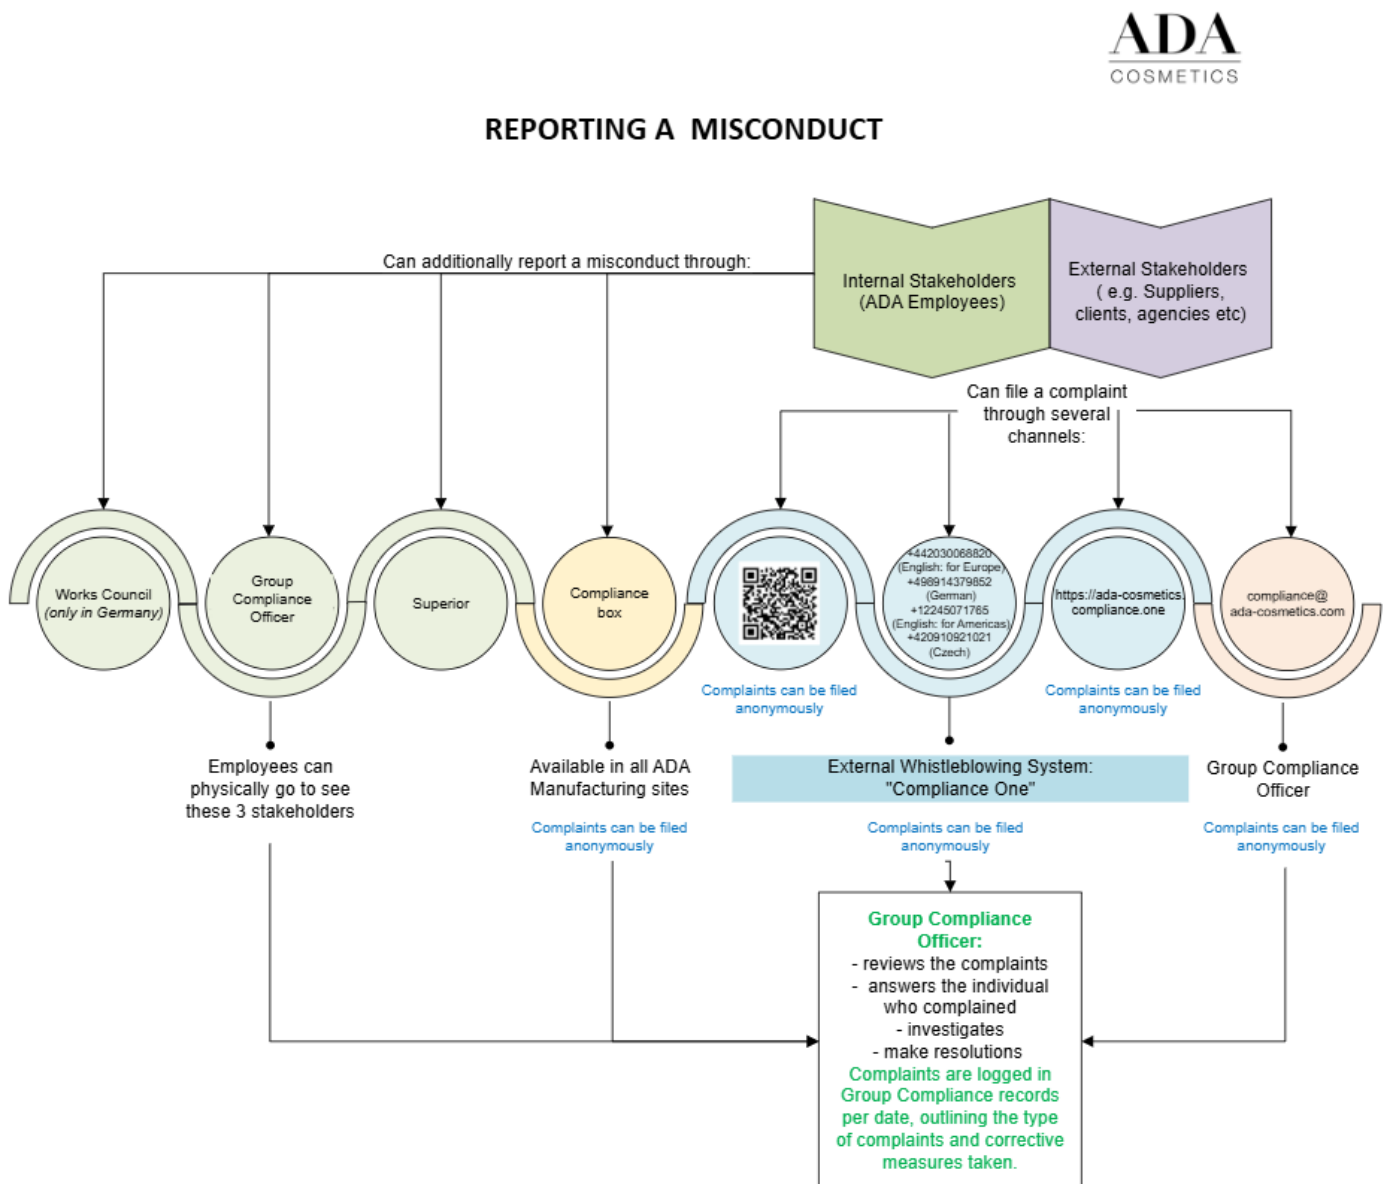 ADA
COSMETICS
REPORTING A MISCONDUCT
Can additionally report a misconduct through:
Internal Stakeholders
(ADA Employees)
External Stakeholders
( e.g. Suppliers,
clients, agencies etc)
Can file a complaint
through several
channels:
Works Council
(only in Germany)
Group
Compliance
Officer
Superior
Compliance
box
+442030068820
(English: for Europe)
+498914379852
(German)
+12245071765
(English: for Americas)
+420910921021
(Czech)
https://ada-cosmetics.
compliance.one
compliance@
ada-cosmetics.com
Complaints can be filed
anonymously
Complaints can be filed
anonymously
Employees can
physically go to see
these 3 stakeholders
Available in all ADA
Manufacturing sites
Complaints can be filed
anonymously
External Whistleblowing System:
"Compliance One"
Complaints can be filed
anonymously
Group Compliance
Officer
Complaints can be filed
anonymously
Group Compliance
Officer:
- reviews the complaints
- answers the individual
who complained
- investigates
- make resolutions
Complaints are logged in
Group Compliance records
per date, outlining the type
of complaints and corrective
measures taken.